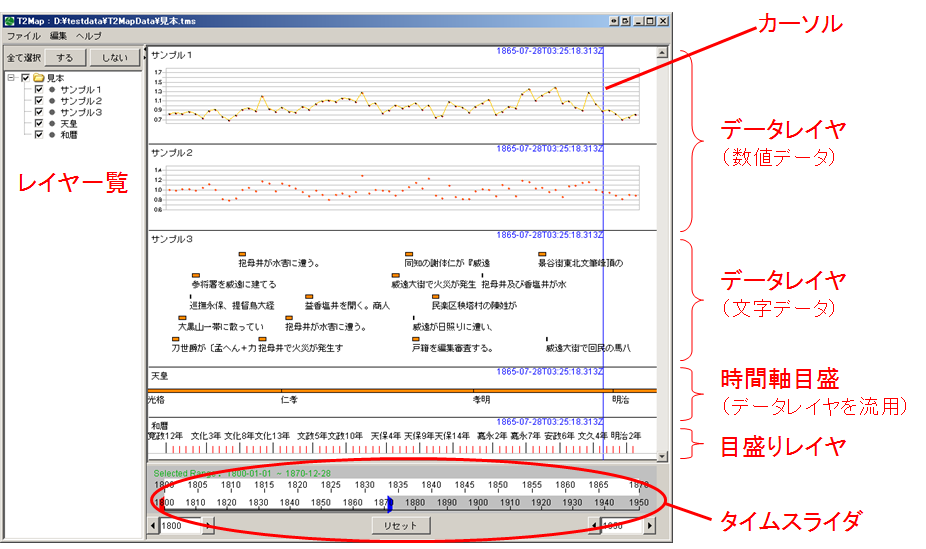 T2Map : D:¥testdata¥T2MapData¥見本.tms
ファイル 編集 ヘルプ
全て選択 する しない
見本
サンプル1
サンプル2
サンプル3
天皇
和暦
レイヤ一覧
サンプル1
1865-07-28T03:25:18.313Z
1.7
1.5
1.3
1.1
0.9
0.7
サンプル2
1865-07-28T03:25:18.313Z
1.4
1.2
1.0
0.8
0.6
サンプル3
1865-07-28T03:25:18.313Z
抱母井が水害に遭う。 同知の謝体仁が『威遠 景谷街東北文筆峰頂の
参将署を威遠に建てる 威遠大街で火災が発生 抱母井及び香塩井が水
巡撫永保、提留鳥大經 益香塩井を開く。商人 民楽区秧塔村の陳姓が
大黒山一帯に散ってい 抱母井が水害に遭う。 威遠が日照りに遭い、
刀世爵が〔孟へん+力 抱母井で火災が発生す 戸籍を編集審査する。 威遠大街で回民の馬八
天皇
1865-07-28T03:25:18.313Z
光格 仁孝 孝明 明治
和暦
1865-07-28T03:25:18.313Z
寛政12年 文化3年 文化8年 文化13年 文政5年 文政10年 天保4年 天保9年 天保14年 嘉永2年 嘉永7年 安政6年 文久4年 明治2年
Selected Range : 1800-01-01 - 1870-12-28
1800 1805 1810 1815 1820 1825 1830 1835 1840 1845 1850 1855 1860 1865 1870
1800 1810 1820 1830 1840 1850 1860 1870 1880 1890 1900 1910 1920 1930 1940 1950
1800 リセット 1950
カーソル
データレイヤ
(数値データ)
データレイヤ
(文字データ)
時間軸目盛
(データレイヤを流用)
目盛りレイヤ
タイムスライダ